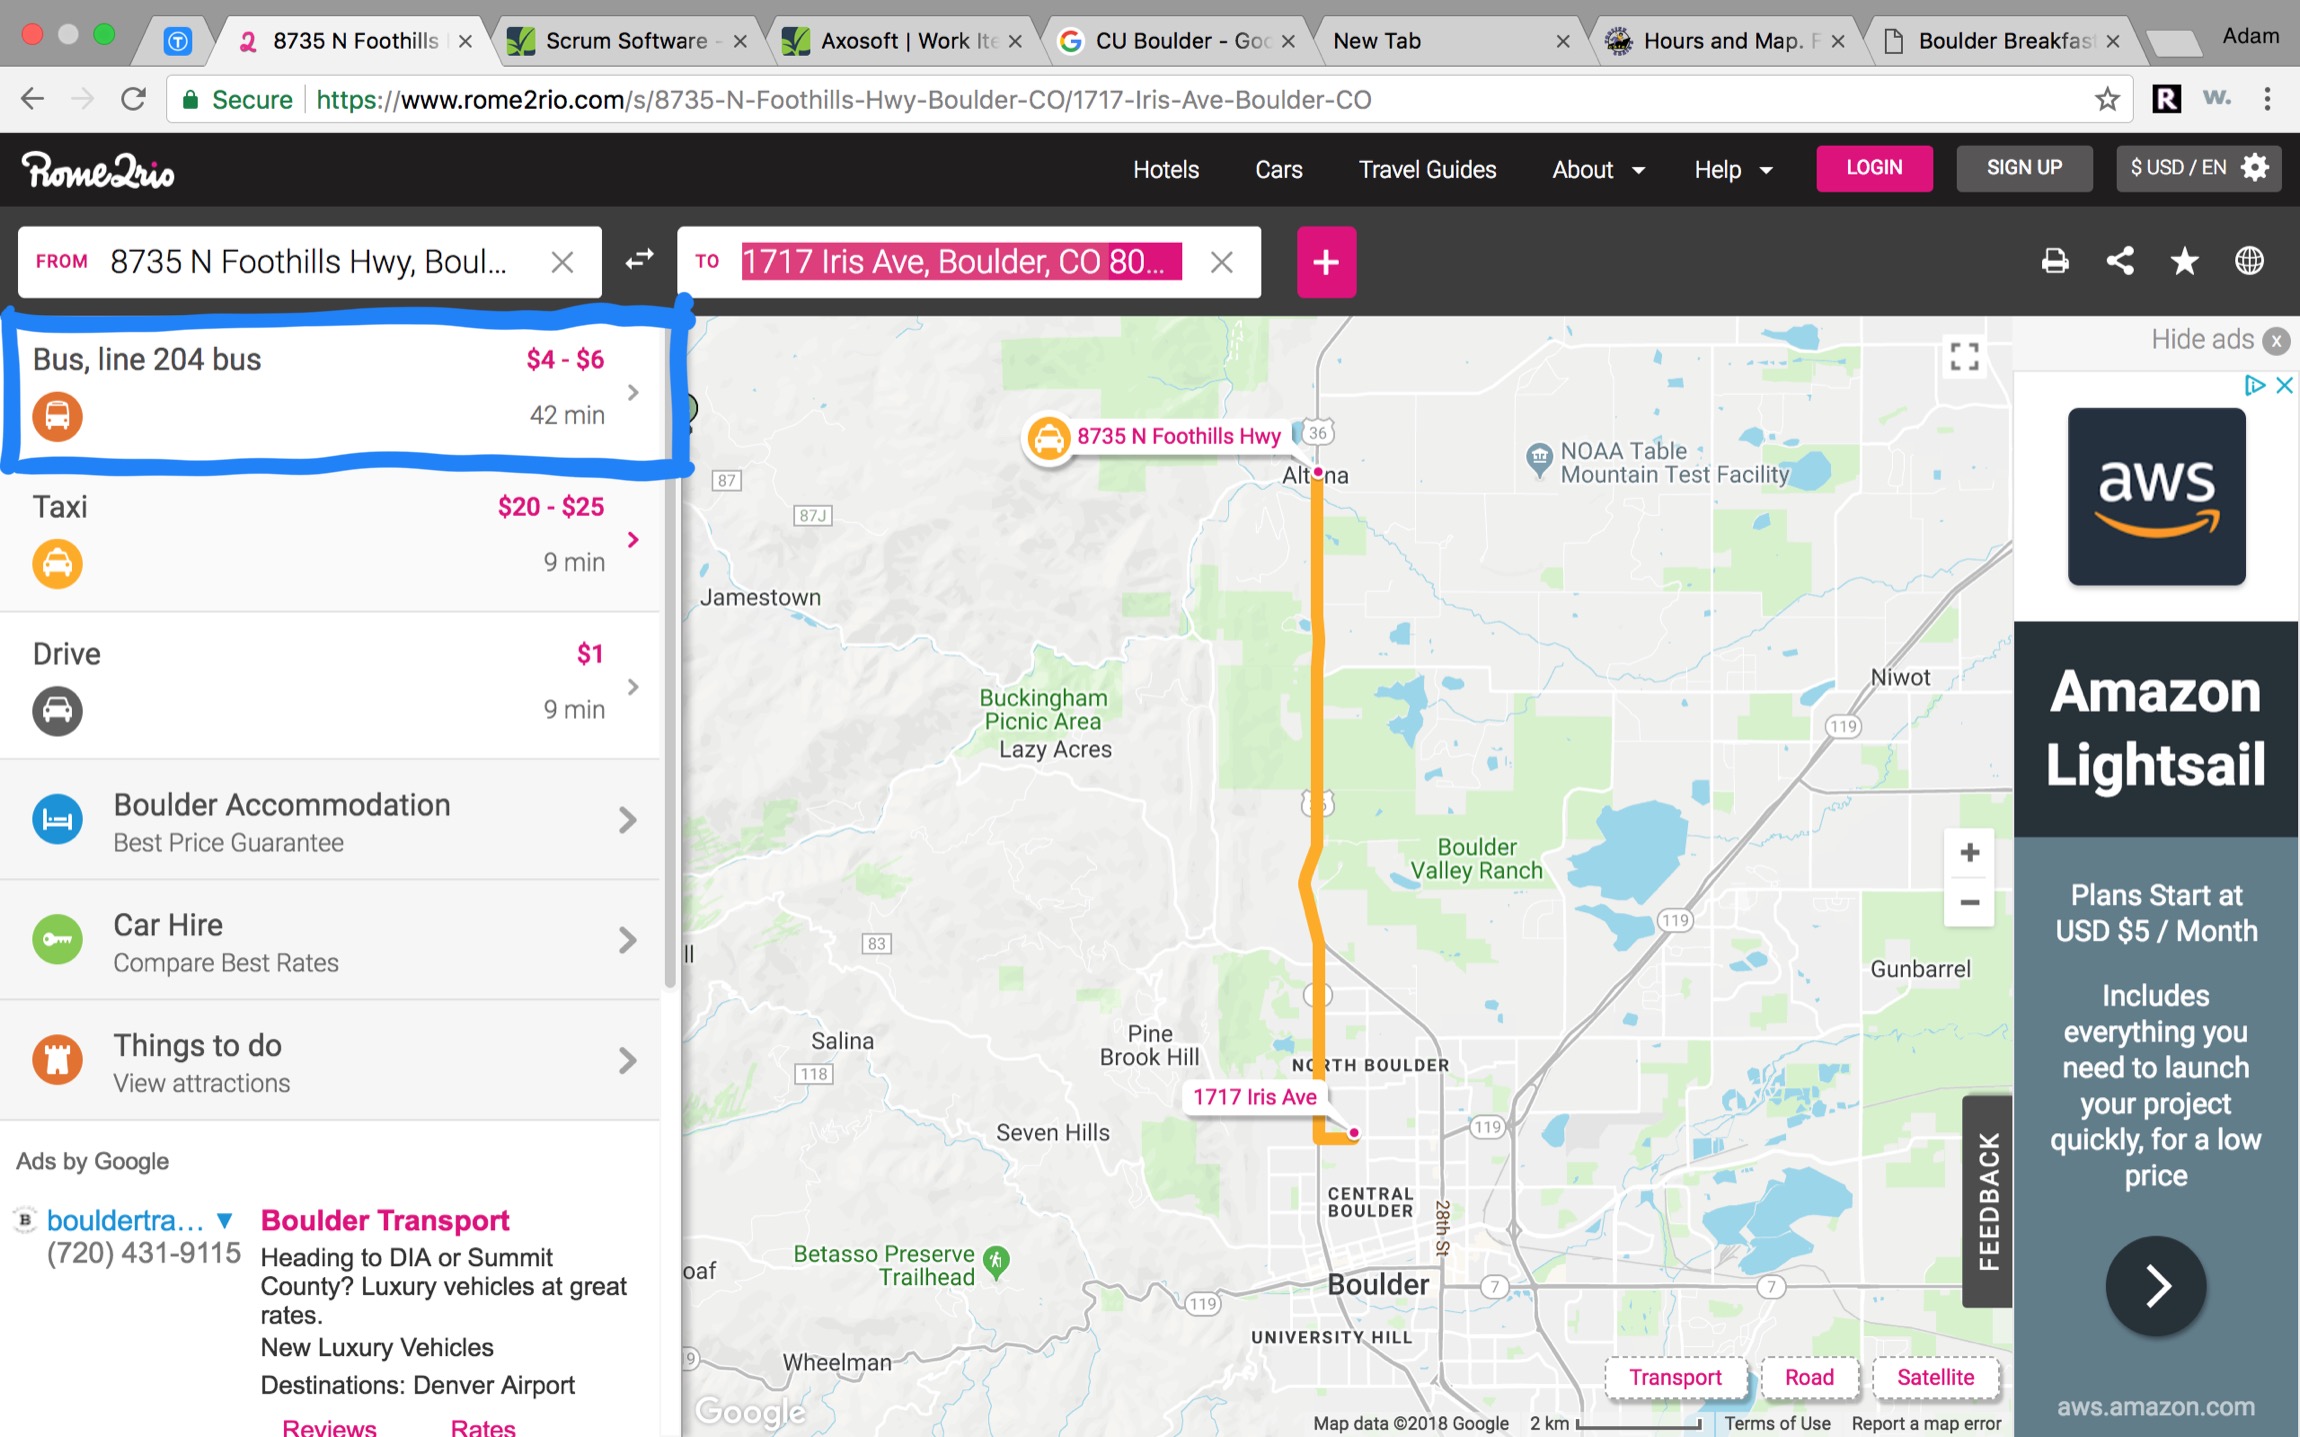 8735 N Foothills
Scrum Software -
Axosoft | Work Ite
CU Boulder - Goo
New Tab
Hours and Map. F
Boulder Breakfas
Adam
Secure
https://www.rome2rio.com/s/8735-N-Foothills-Hwy-Boulder-CO/1717-Iris-Ave-Boulder-CO
R
w.
Rome2rio
Hotels
Cars
Travel Guides
About
Help
LOGIN
SIGN UP
$ USD / EN
FROM 8735 N Foothills Hwy, Boul...
TO 1717 Iris Ave, Boulder, CO 80...
+
Bus, line 204 bus
$4 - $6
42 min
Taxi
$20 - $25
9 min
Drive
$1
9 min
Boulder Accommodation
Best Price Guarantee
Car Hire
Compare Best Rates
Things to do
View attractions
Ads by Google
B
bouldertra...
(720) 431-9115
Boulder Transport
Heading to DIA or Summit
County? Luxury vehicles at great
rates.
New Luxury Vehicles
Destinations: Denver Airport
Reviews
Rates
8735 N Foothills Hwy
36
Altona
NOAA Table
Mountain Test Facility
87
87J
Jamestown
Buckingham
Picnic Area
Lazy Acres
Niwot
119
36
Boulder
Valley Ranch
119
83
ll
Gunbarrel
Salina
118
Pine
Brook Hill
NORTH BOULDER
1717 Iris Ave
Seven Hills
119
CENTRAL
BOULDER
28th St
Betasso Preserve
Trailhead
oaf
Boulder
7
7
119
UNIVERSITY HILL
9
Wheelman
Google
Transport
Road
Satellite
Map data ©2018 Google
2 km
Terms of Use
Report a map error
+
−
FEEDBACK
Hide ads
x
aws
Amazon
Lightsail
Plans Start at
USD $5 / Month
Includes
everything you
need to launch
your project
quickly, for a low
price
aws.amazon.com